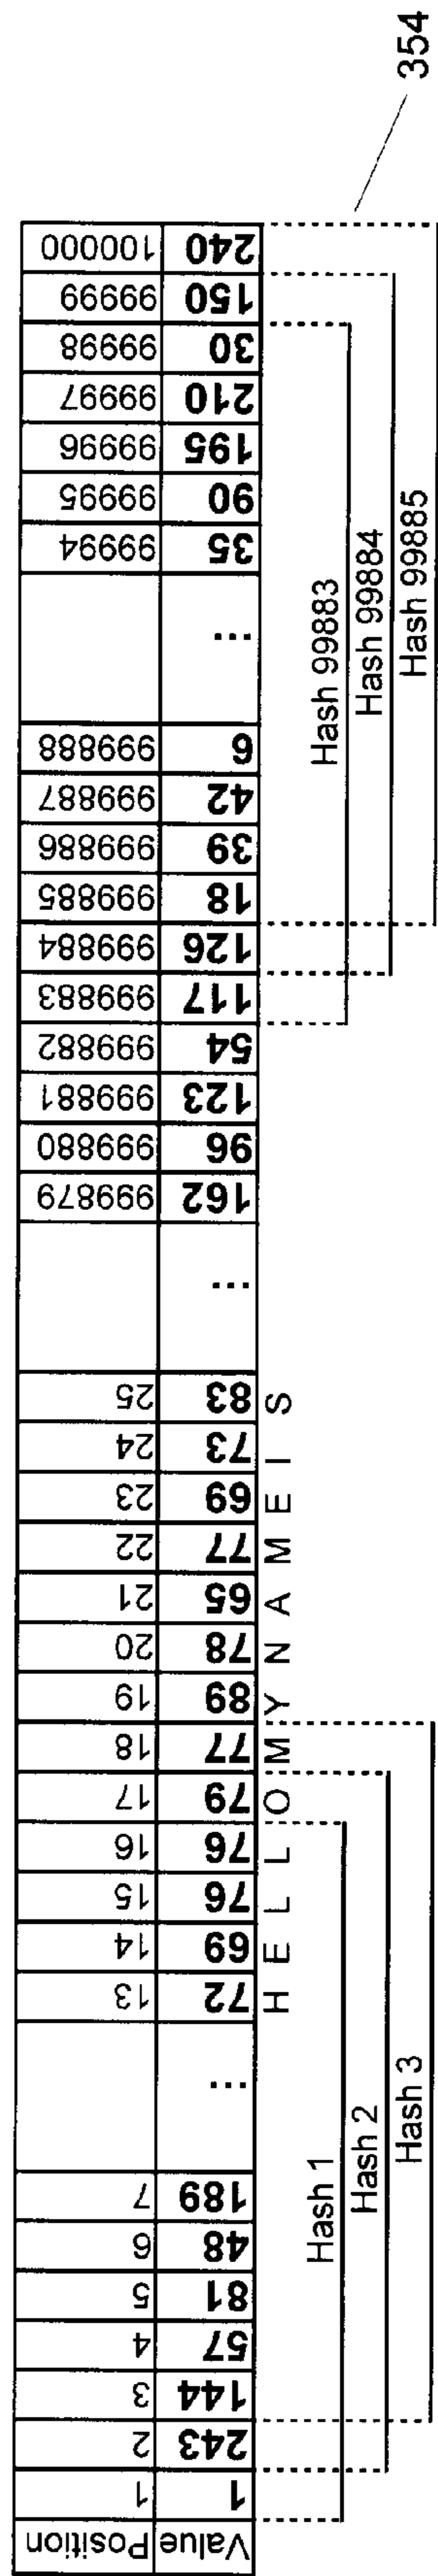 Position 1 2 3 4 5 6 7 13 14 15 16 17 18 19 20 21 22 23 24 25 999879 999880 999881 999882 999883 999884 999885 999886 999887 999888 99994 99995 99996 99997 99998 99999 100000
Value 1 243 144 57 81 48 189 ... 72 69 76 76 79 77 89 78 65 77 69 73 83 ... 162 96 123 54 117 126 18 39 42 6 ... 35 90 195 210 30 150 240
H E L L O M Y N A M E I S
Hash 1
Hash 2
Hash 3
Hash 99883
Hash 99884
Hash 99885
354